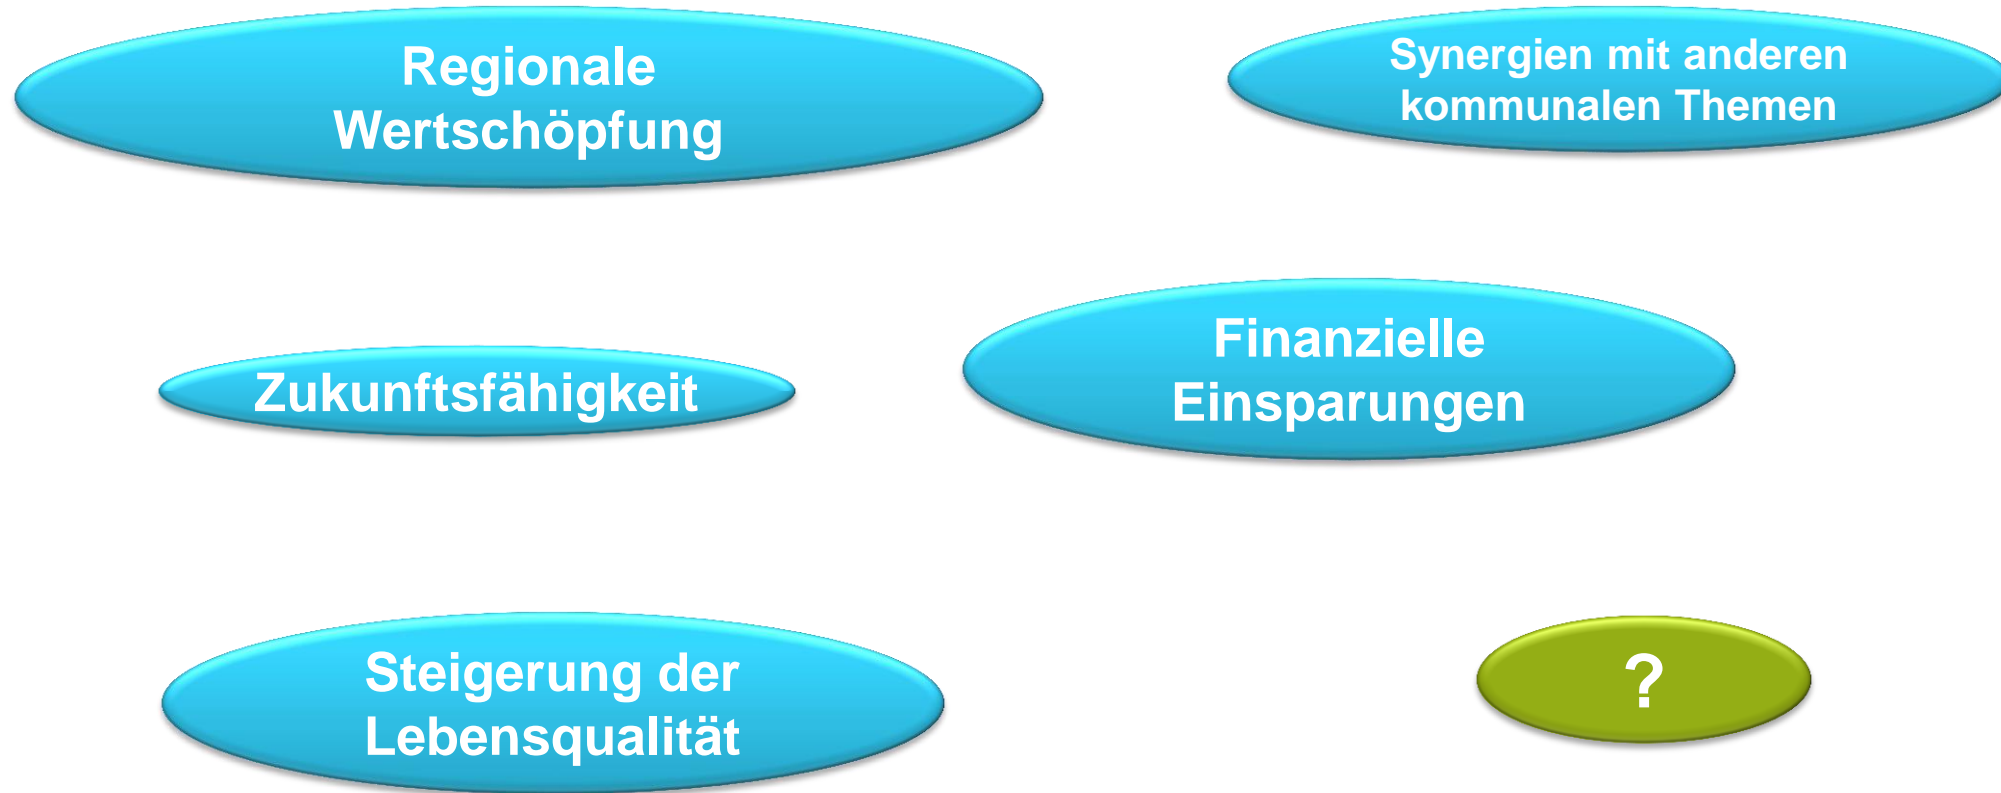 Regionale
Wertschöpfung
Synergien mit anderen
kommunalen Themen
Zukunftsfähigkeit
Finanzielle
Einsparungen
Steigerung der
Lebensqualität
?